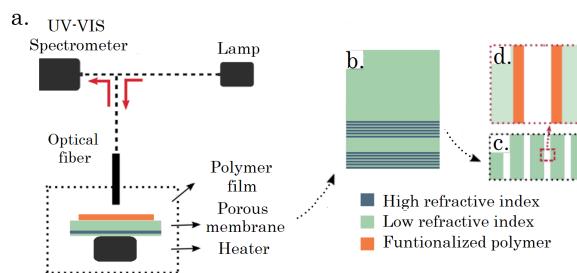 a.
UV-VIS
Spectrometer
Lamp
Optical
fiber
Polymer
film
Porous
membrane
Heater
b.
d.
c.
High refractive index
Low refractive index
Funtionalized polymer